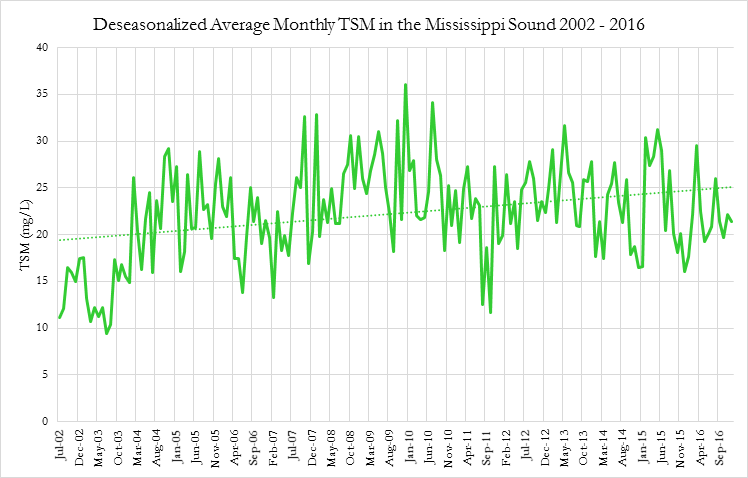 Deseasonalized Average Monthly TSM in the Mississippi Sound 2002 - 2016
40
35
30
25
20
15
10
5
0
TSM (mg/L)
Jul-02
Dec-02
May-03
Oct-03
Mar-04
Aug-04
Jan-05
Jun-05
Nov-05
Apr-06
Sep-06
Feb-07
Jul-07
Dec-07
May-08
Oct-08
Mar-09
Aug-09
Jan-10
Jun-10
Nov-10
Apr-11
Sep-11
Feb-12
Jul-12
Dec-12
May-13
Oct-13
Mar-14
Aug-14
Jan-15
Jun-15
Nov-15
Apr-16
Sep-16